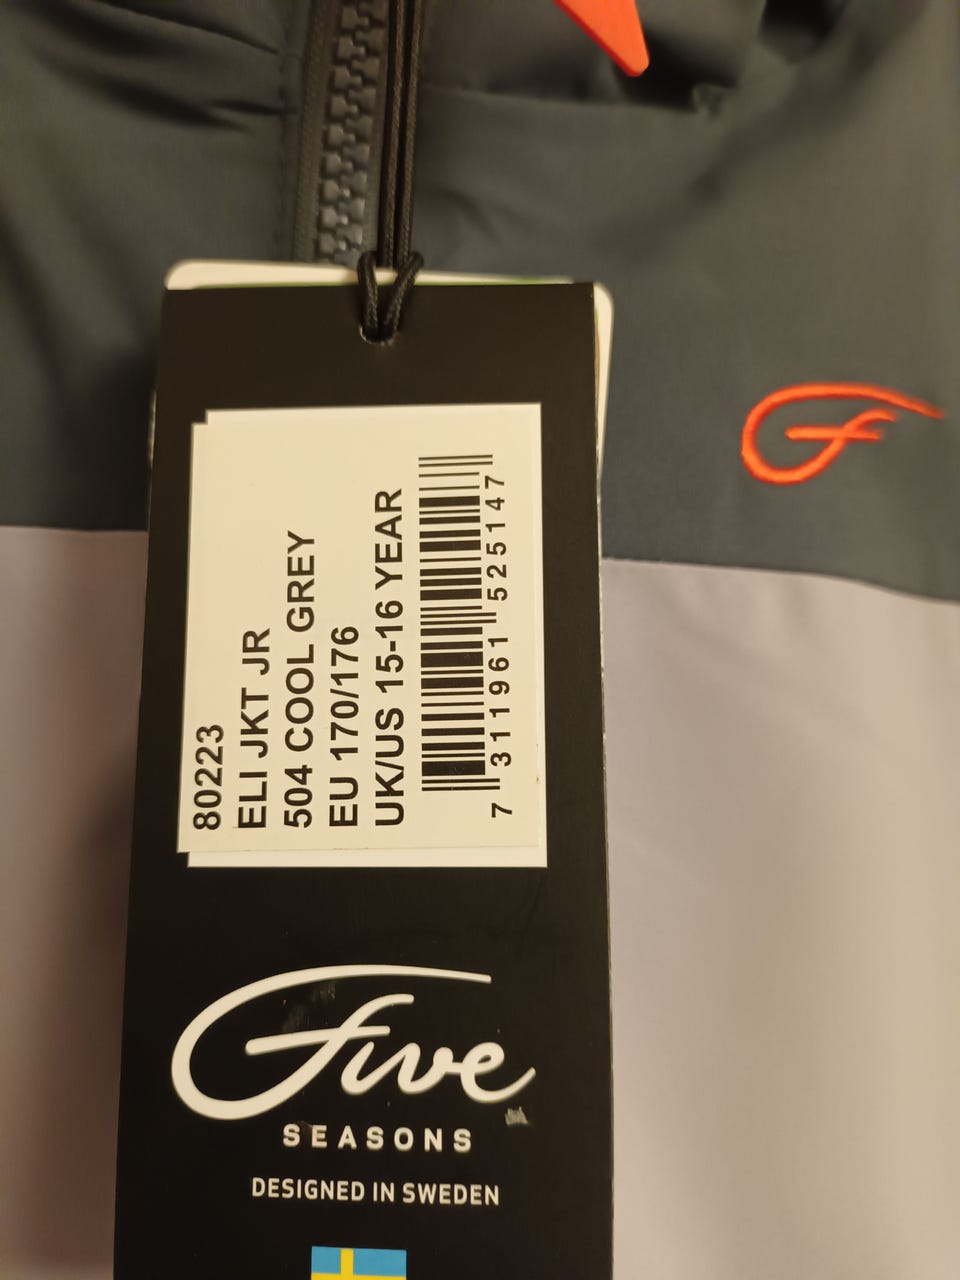 80223
ELI JKT JR
504 COOL GREY
EU 170/176
UK/US 15-16 YEAR
7 311961 525147
Five
SEASONS
DESIGNED IN SWEDEN
F